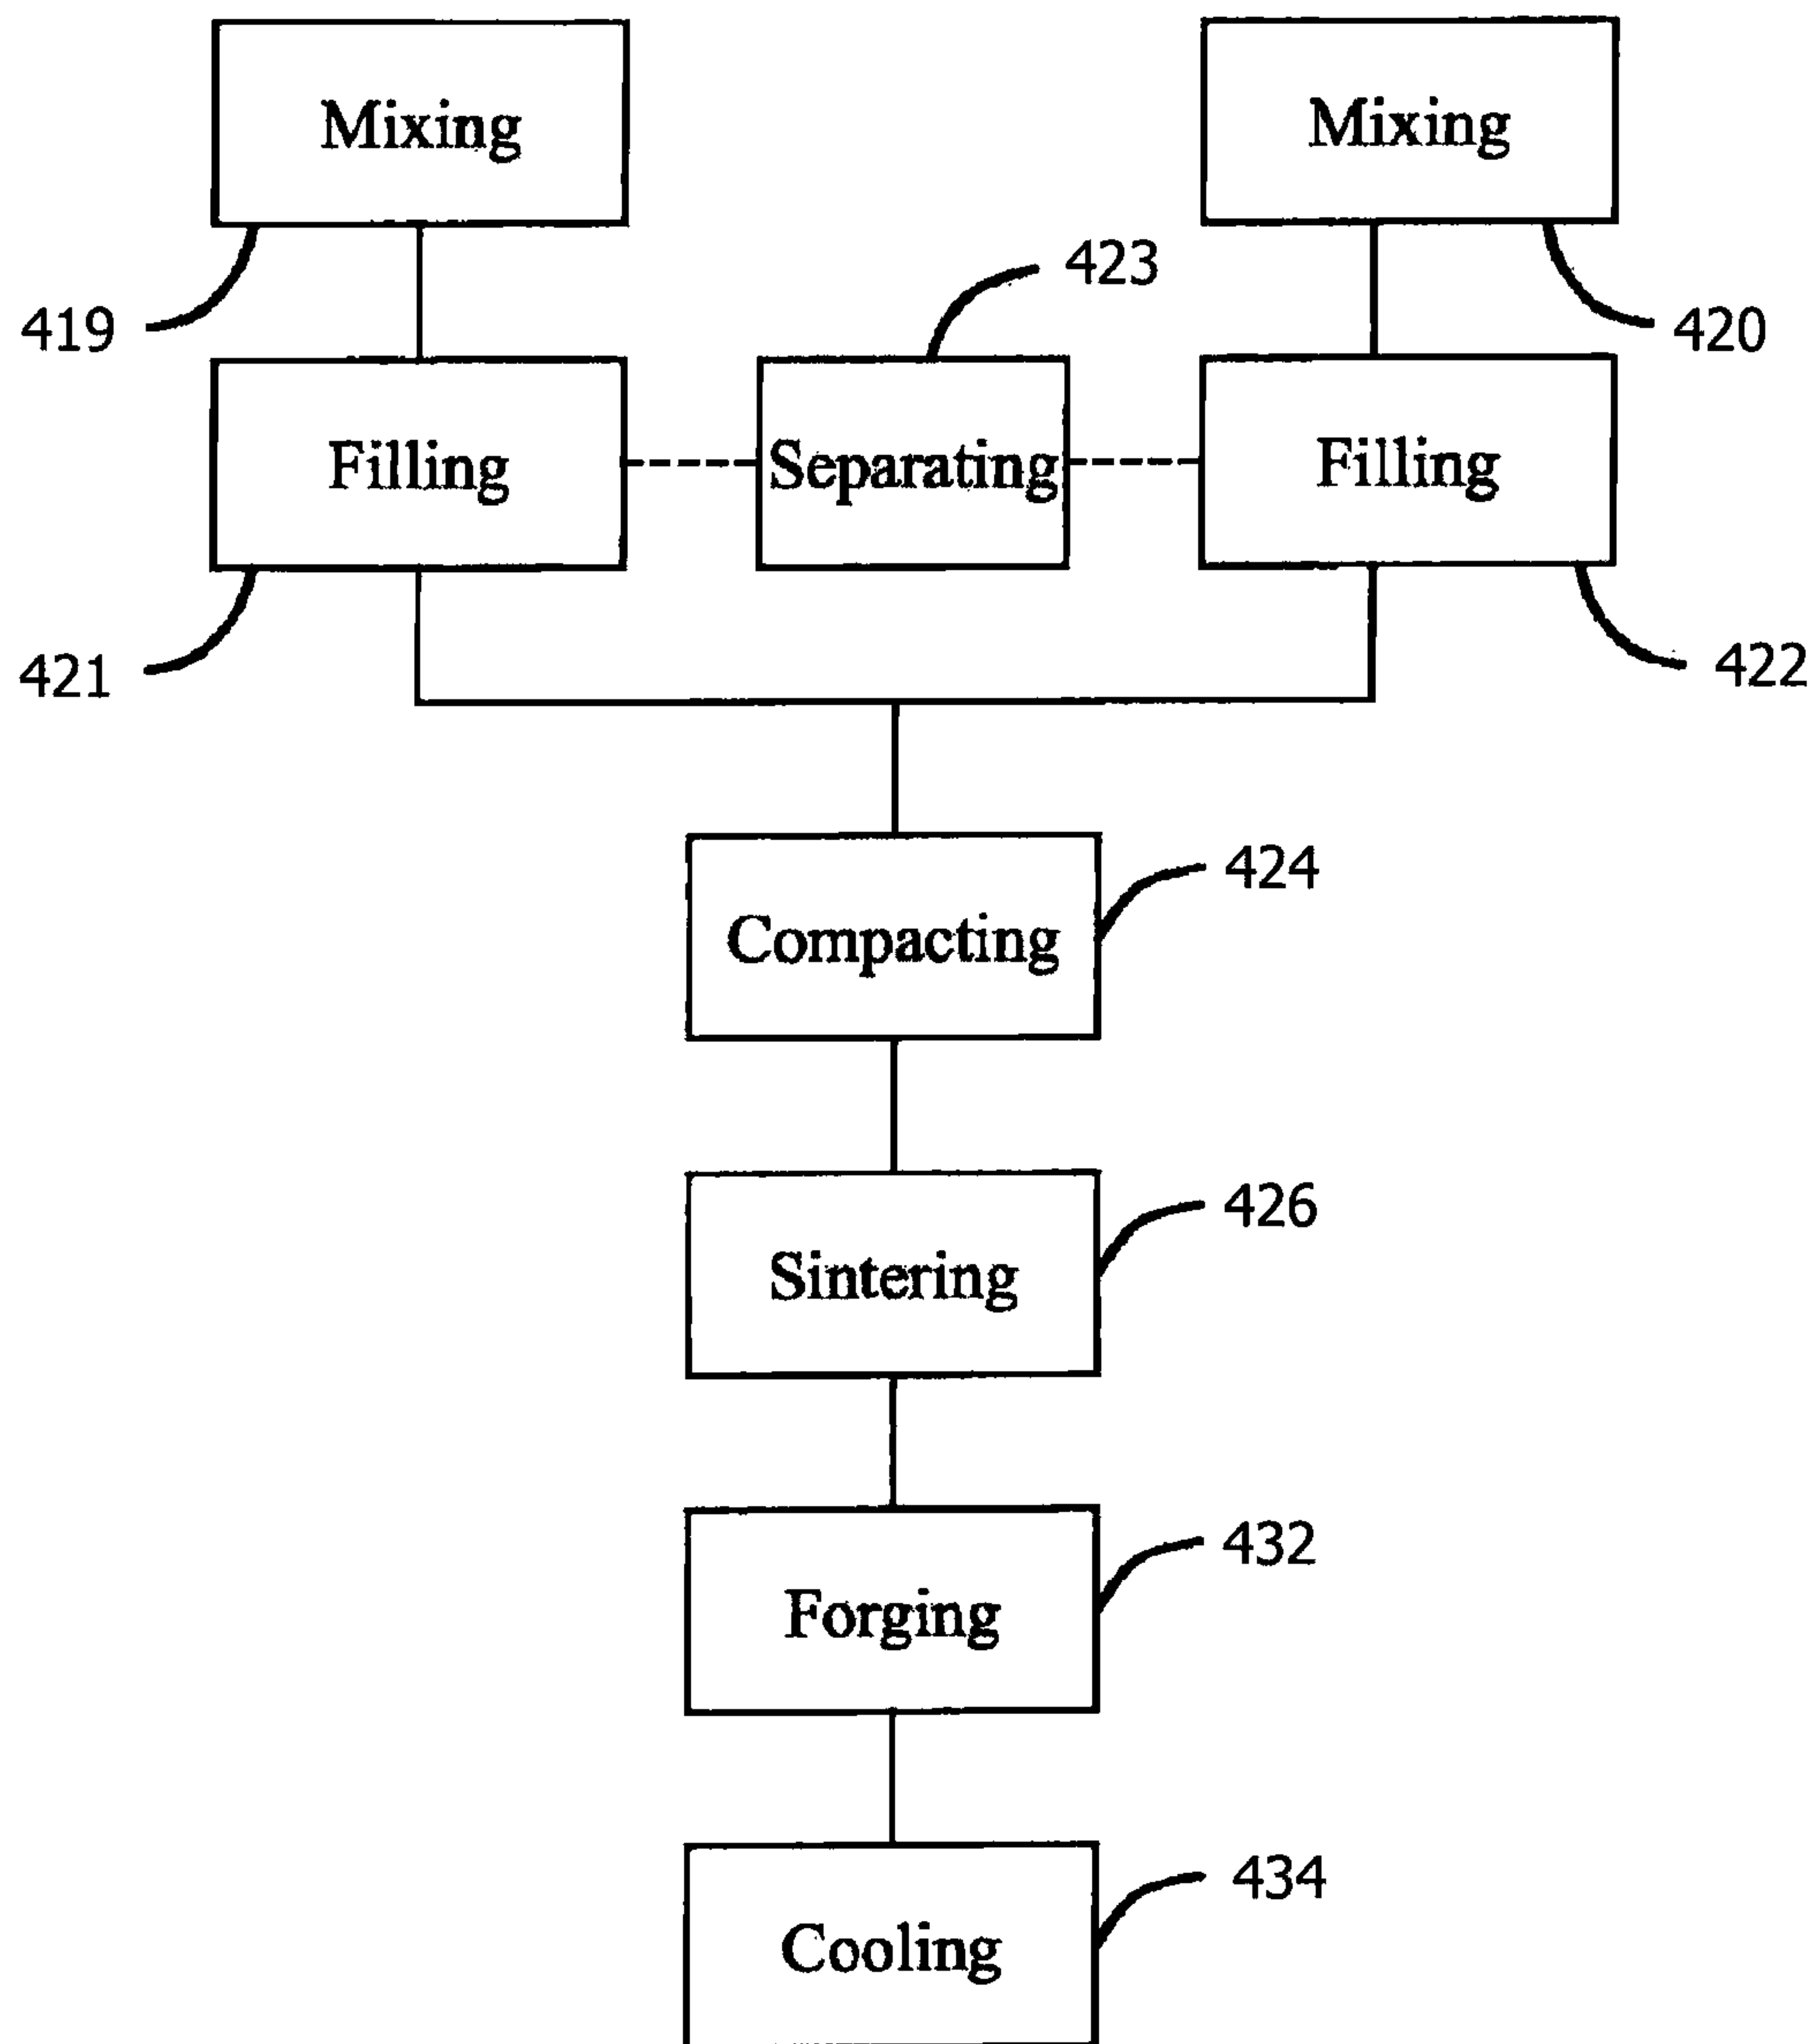 Mixing
Mixing
423
419
420
Filling
Separating
Filling
421
422
424
Compacting
426
Sintering
432
Forging
434
Cooling